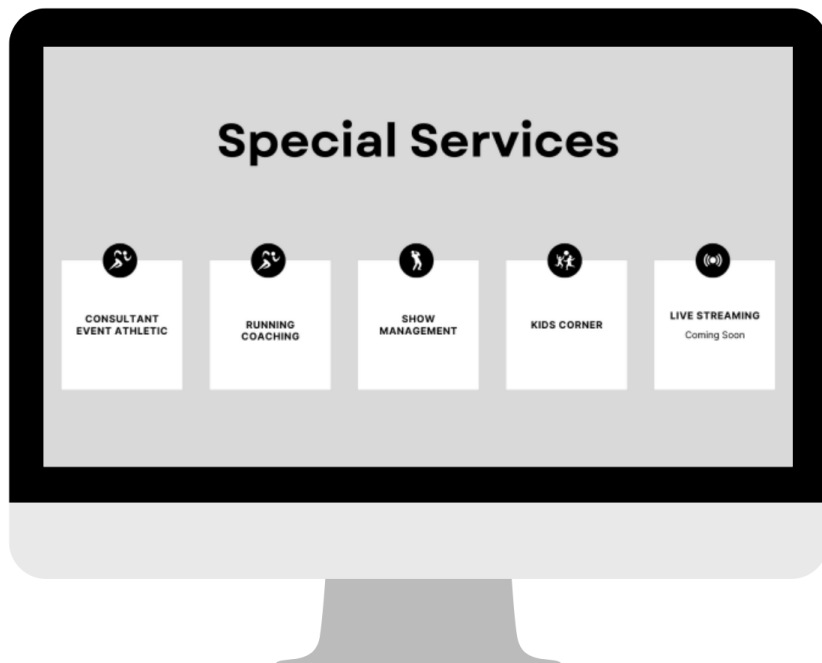 Special Services
CONSULTANT
EVENT ATHLETIC
RUNNING
COACHING
SHOW
MANAGEMENT
KIDS CORNER
LIVE STREAMING
Coming Soon